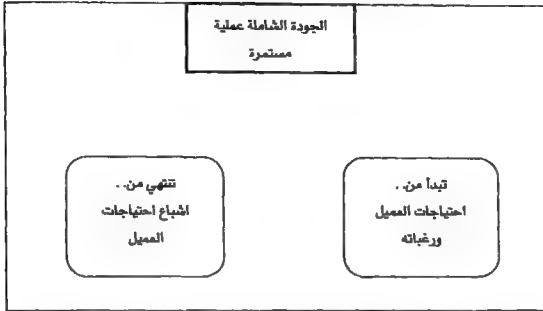 الجودة الشاملة عملية
مستمرة
تبدأ من..
احتياجات العميل
ورغباته
تنتهي من..
اشباع احتياجات
العميل